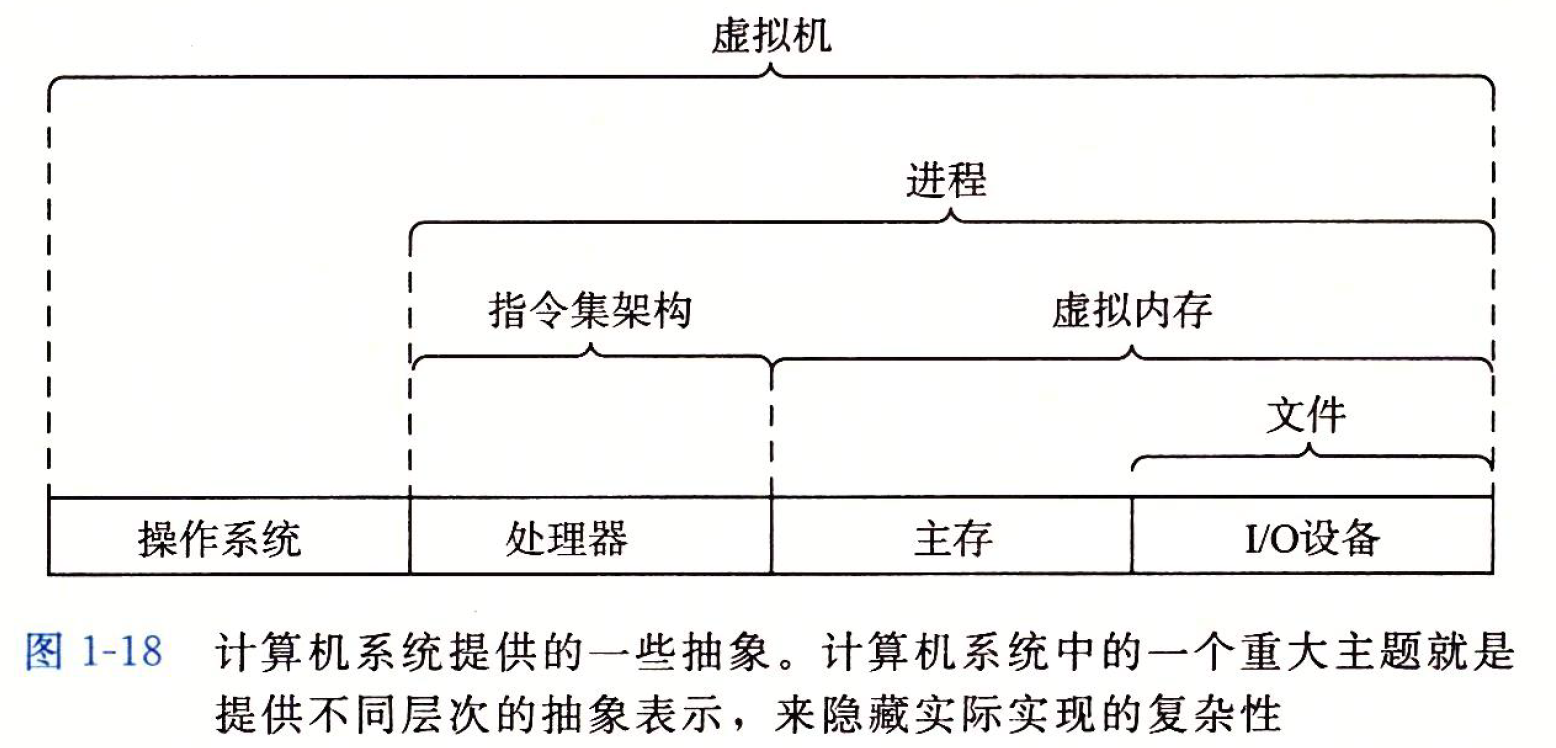 虚拟机
进程
指令集架构
虚拟内存
文件
操作系统 处理器 主存 I/O设备
图 1-18 计算机系统提供的一些抽象。计算机系统中的一个重大主题就是
提供不同层次的抽象表示，来隐藏实际实现的复杂性